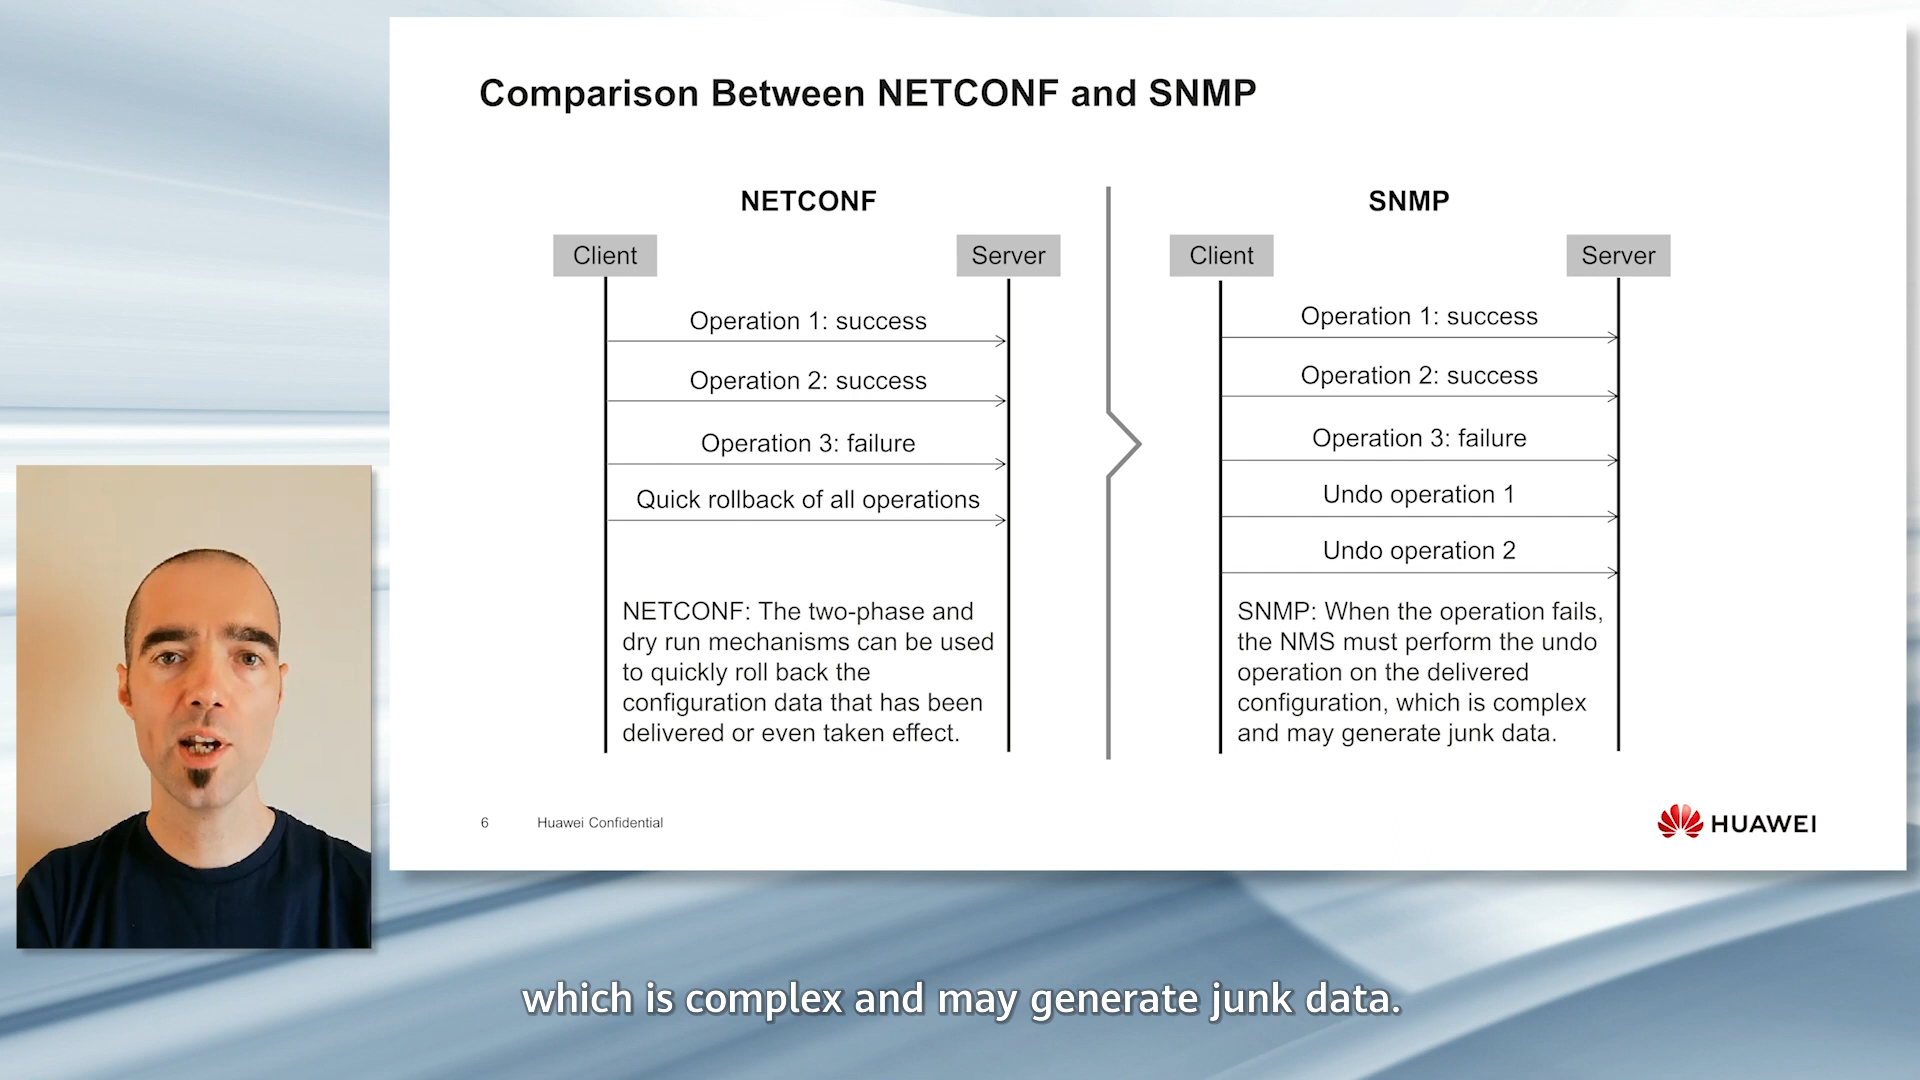 Comparison Between NETCONF and SNMP
NETCONF
Client
Server
Operation 1: success
Operation 2: success
Operation 3: failure
Quick rollback of all operations
NETCONF: The two-phase and
dry run mechanisms can be used
to quickly roll back the
configuration data that has been
delivered or even taken effect.
SNMP
Client
Server
Operation 1: success
Operation 2: success
Operation 3: failure
Undo operation 1
Undo operation 2
SNMP: When the operation fails,
the NMS must perform the undo
operation on the delivered
configuration, which is complex
and may generate junk data.
6
Huawei Confidential
HUAWEI
which is complex and may generate junk data.